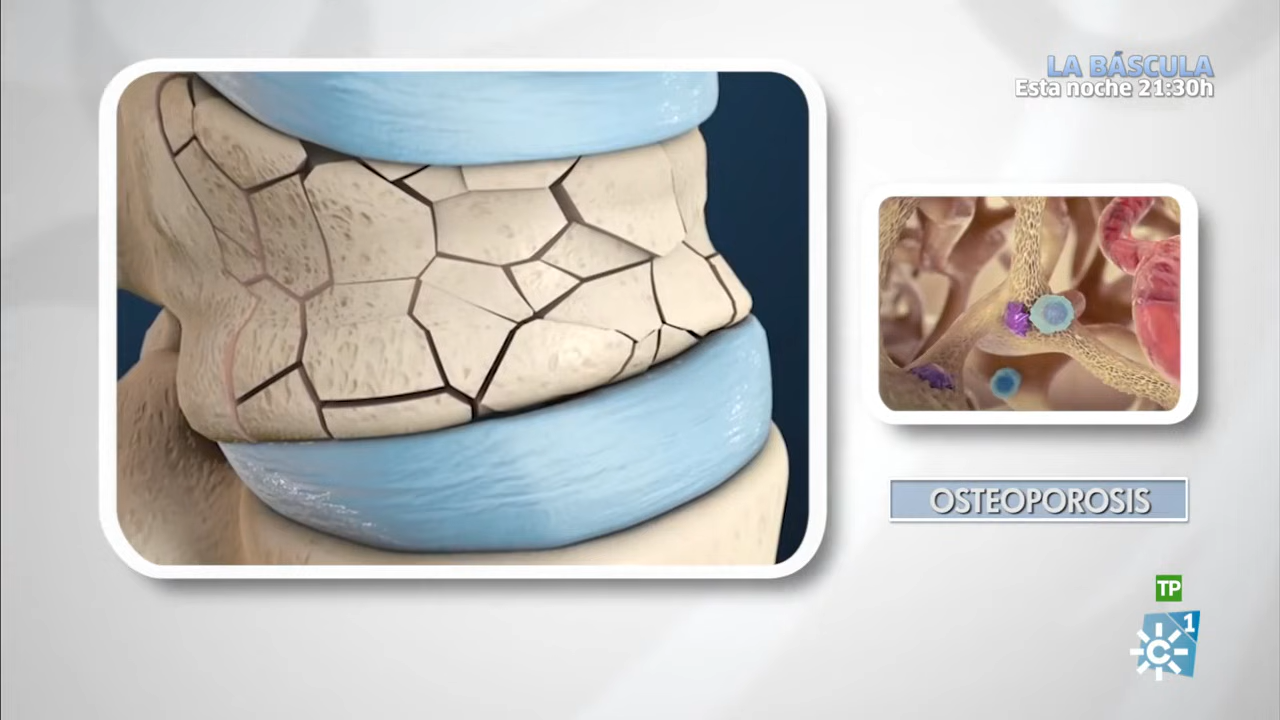 LA BÁSCULA
Esta noche 21:30h
OSTEOPOROSIS
TP
1